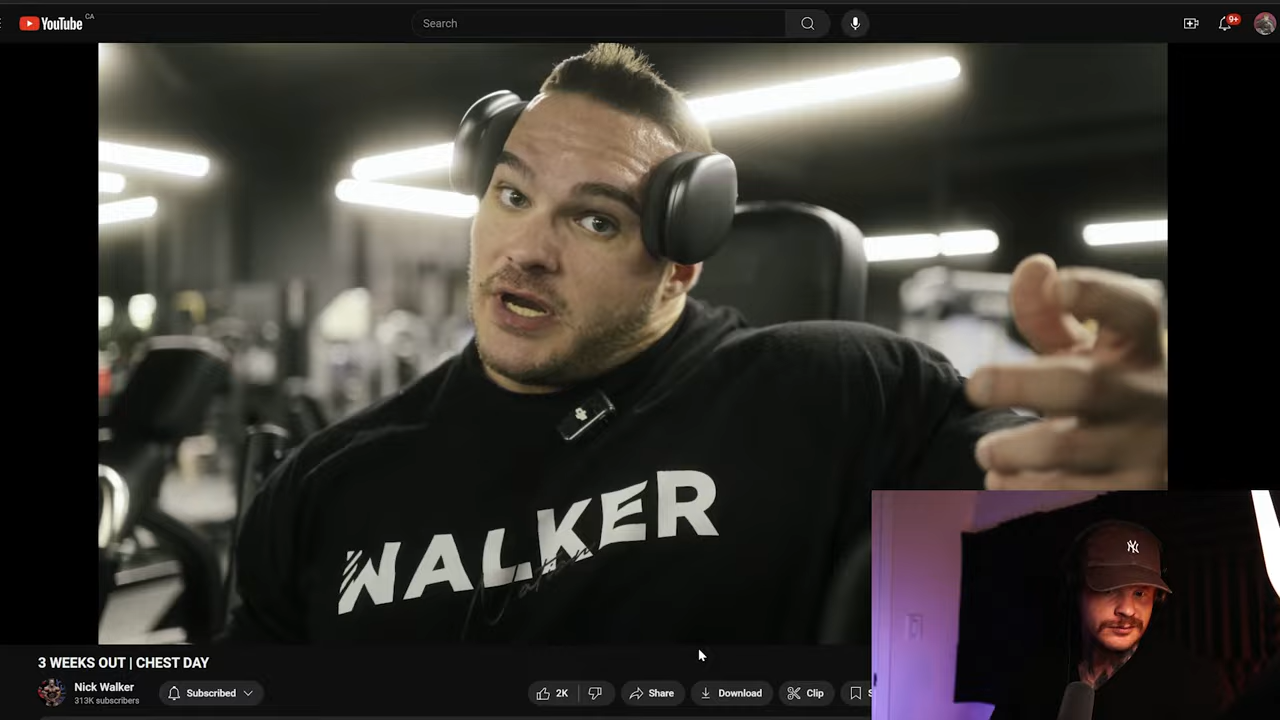 YouTube CA
Search
9+
WALKER
3 WEEKS OUT | CHEST DAY
Nick Walker
313K subscribers
Subscribed
2K
Share
Download
Clip
S
NY